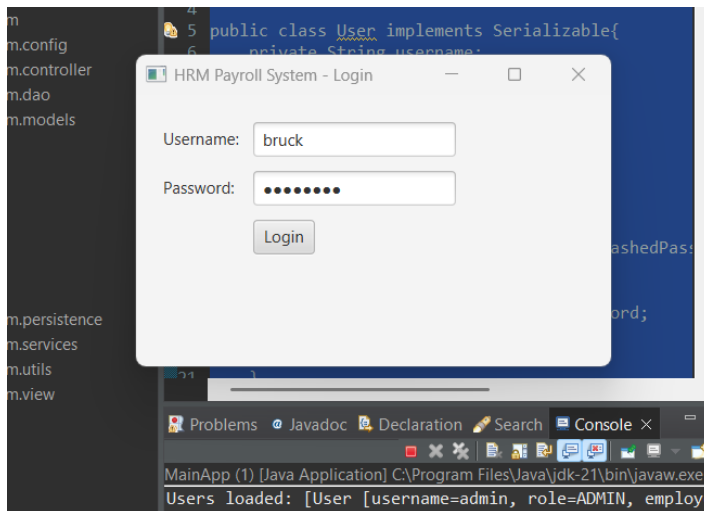 m
m.config
m.controller
m.dao
m.models
m.persistence
m.services
m.utils
m.view
4
5 public class User implements Serializable{
6 private String username;
HRM Payroll System - Login
Username: bruck
Password: ●●●●●●●●
Login
ashedPass
ord;
21 }
Problems @ Javadoc Declaration Search Console ×
MainApp (1) [Java Application] C:\Program Files\Java\jdk-21\bin\javaw.exe
Users loaded: [User [username=admin, role=ADMIN, employ